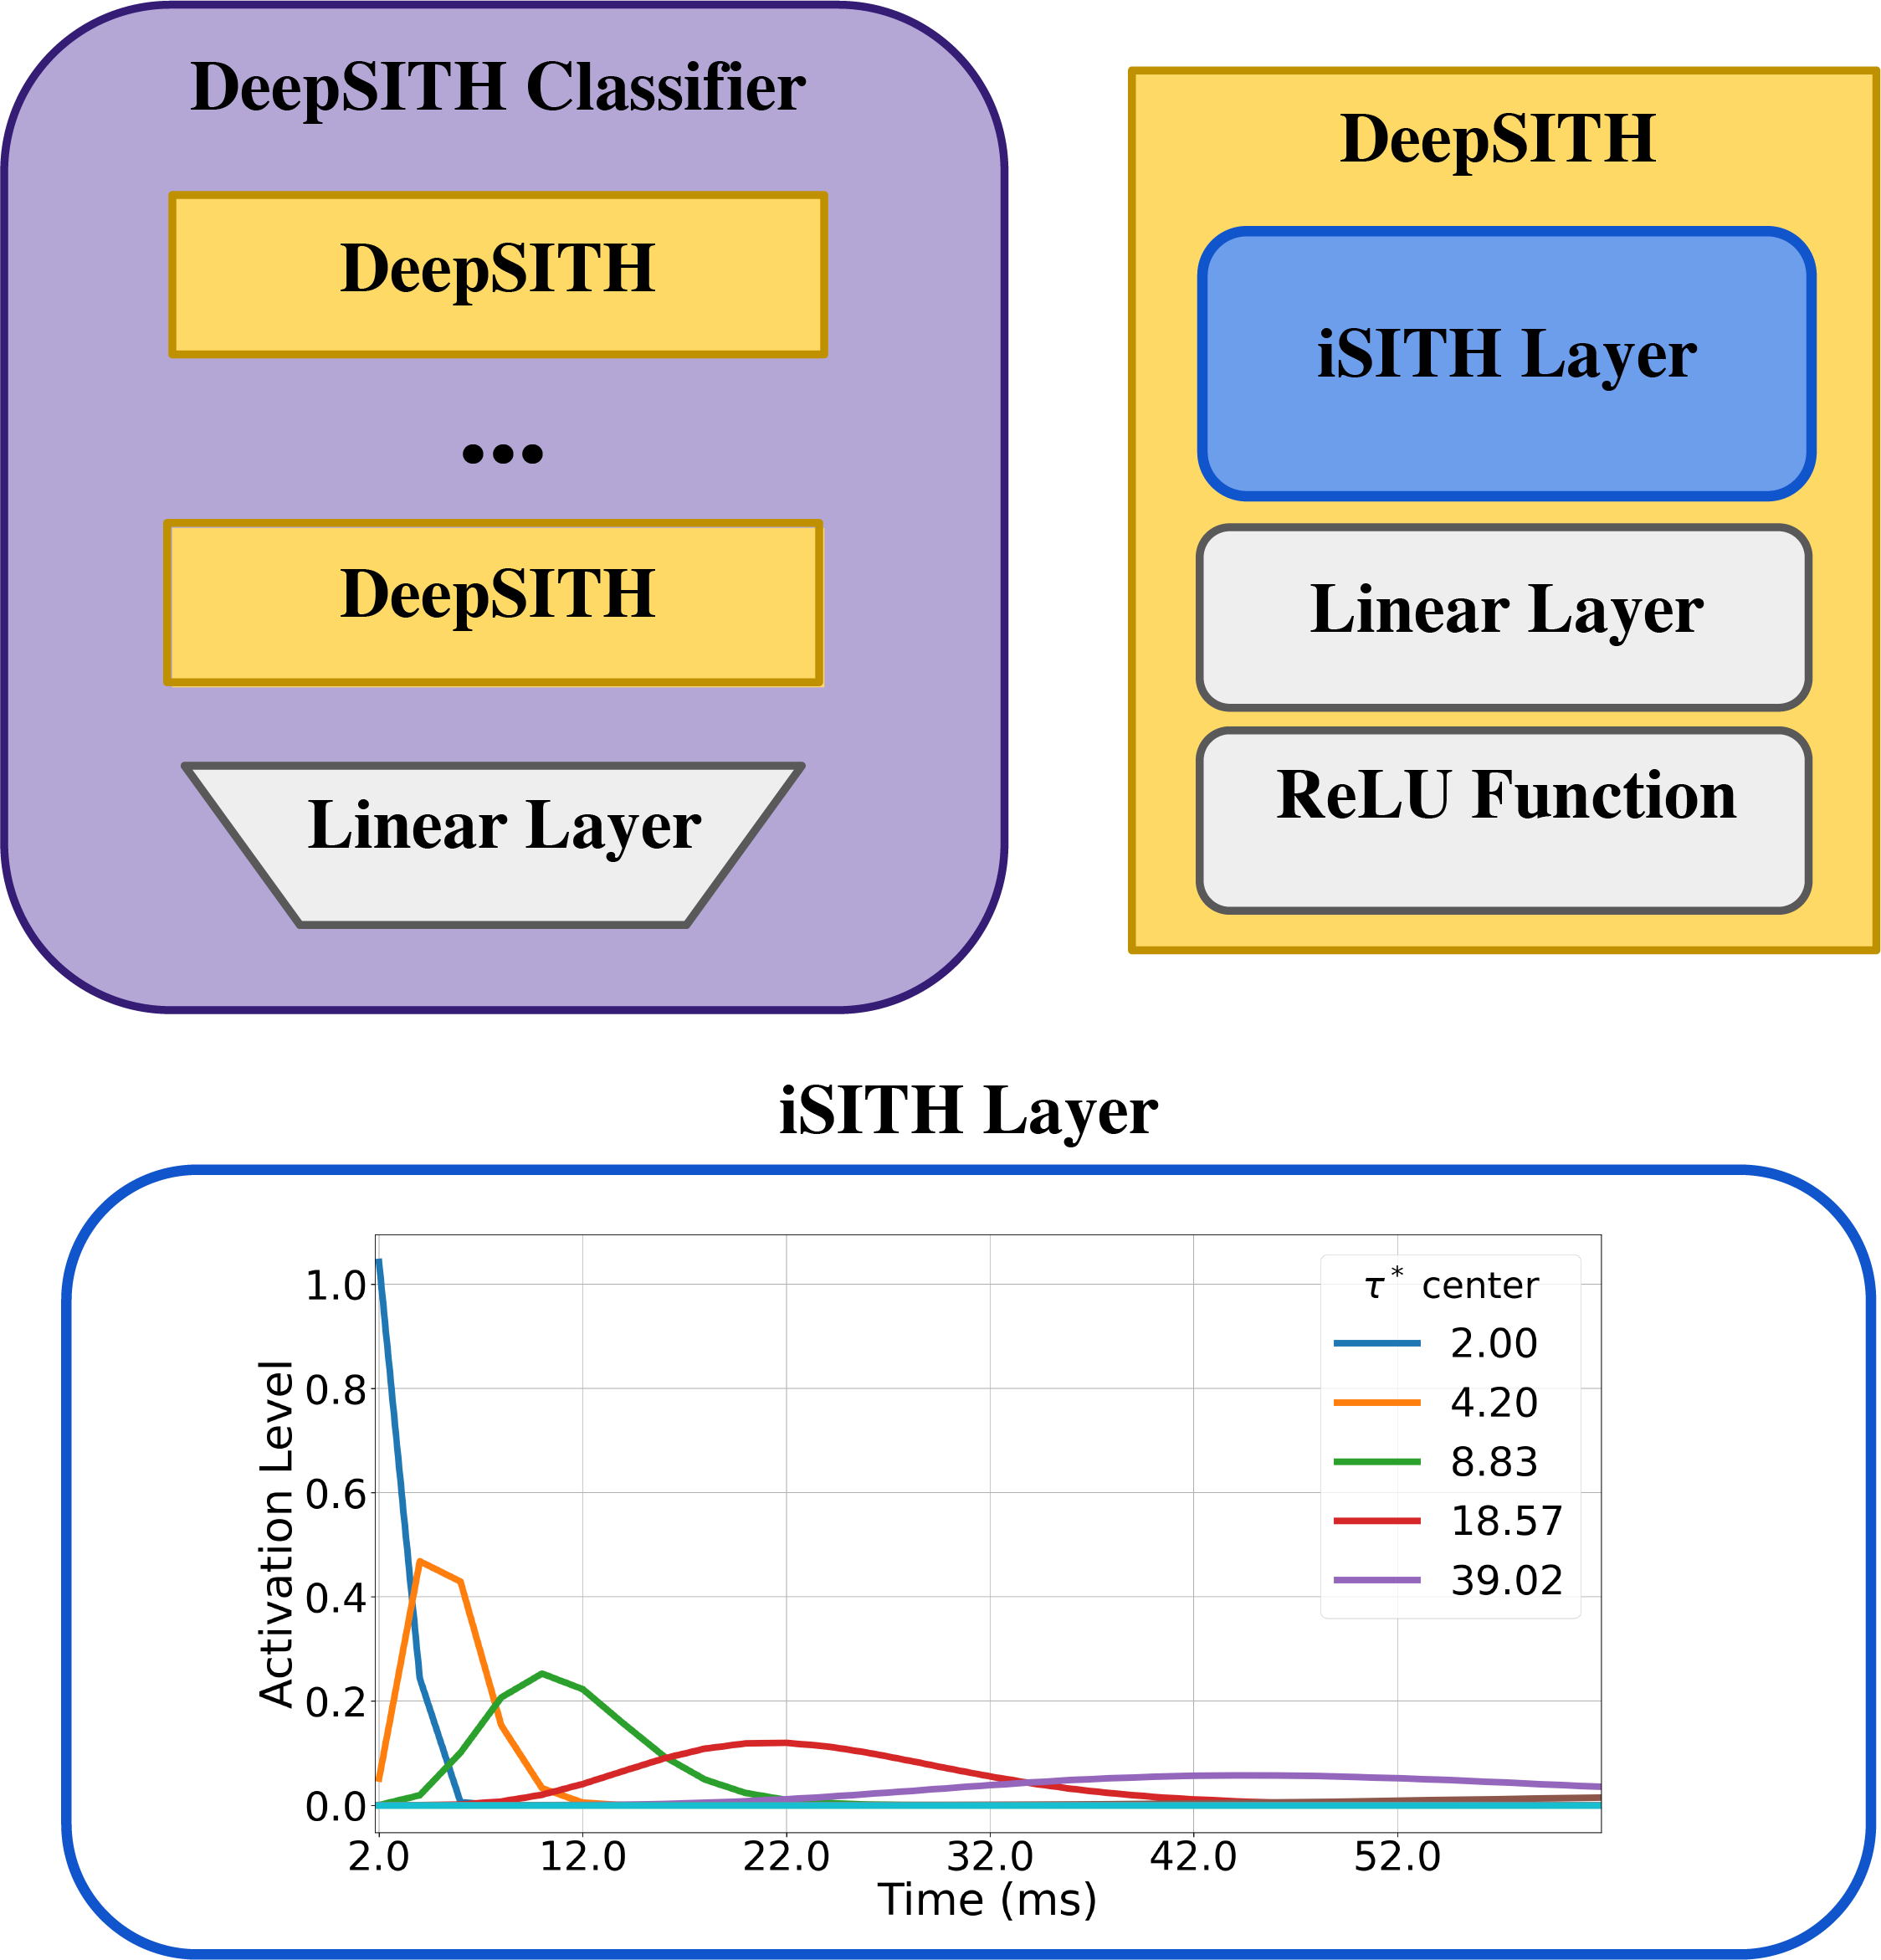 DeepSITH Classifier
DeepSITH
...
DeepSITH
Linear Layer
DeepSITH
iSITH Layer
Linear Layer
ReLU Function
iSITH Layer
Activation Level
1.0
0.8
0.6
0.4
0.2
0.0
τ* center
2.00
4.20
8.83
18.57
39.02
2.0 12.0 22.0 32.0 42.0 52.0
Time (ms)